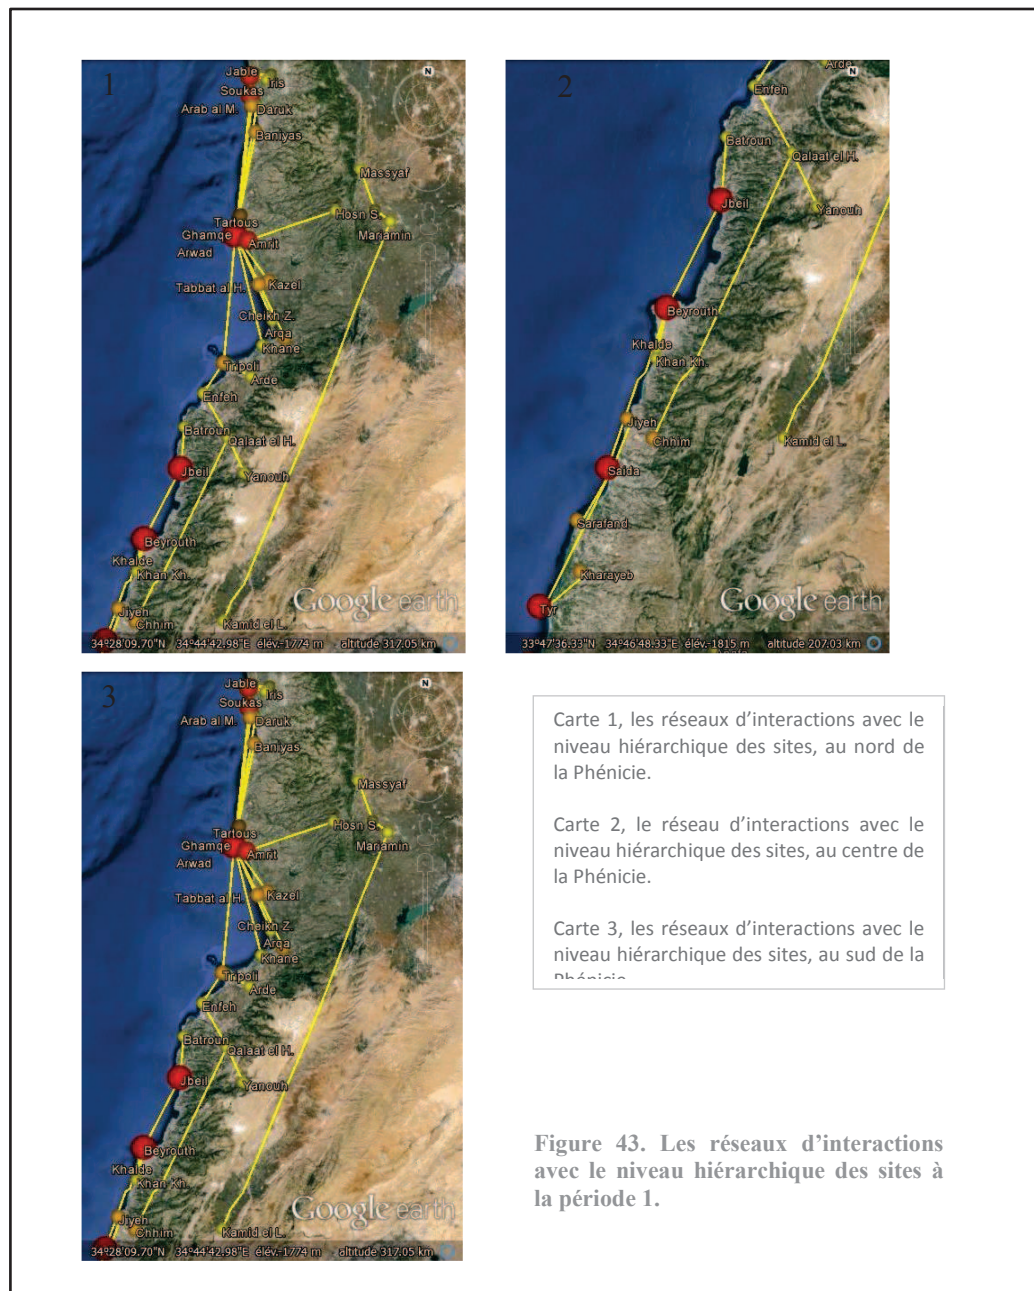 1
Jable
Iris
Soukas
Arab al M.
Daruk
Baniyas
Massyaf
Tartous
Hosn S.
Ghamqe
Amrit
Mariamin
Arwad
Tabbat al H.
Kazel
Cheikh Z.
Arqa
Khane
Tripoli
Arde
Enfeh
Batroun
Qalaat el H.
Jbeil
Yanouh
Beyrouth
Khalde
Khan Kh.
Jiyeh
Chhim
Kamid el L.
Google earth
34°28'09.70"N 34°44'42.98"E élév.-1774 m altitude 317.05 km
N
2
Arde
N
Enfeh
Batroun
Qalaat el H.
Jbeil
Yanouh
Beyrouth
Khalde
Khan Kh.
Jiyeh
Chhim
Kamid el L.
Saida
Sarafand
Kharayeb
Tyr
Google earth
33°47'36.33"N 34°46'48.33"E élév.-1815 m altitude 207.03 km
3
Jable
Iris
Soukas
Arab al M.
Daruk
Baniyas
Massyaf
Tartous
Hosn S.
Ghamqe
Amrit
Mariamin
Arwad
Tabbat al H.
Kazel
Cheikh Z.
Arqa
Khane
Tripoli
Arde
Enfeh
Batroun
Qalaat el H.
Jbeil
Yanouh
Beyrouth
Khalde
Khan Kh.
Jiyeh
Chhim
Kamid el L.
Google earth
34°28'09.70"N 34°44'42.98"E élév.-1774 m altitude 317.05 km
N
Carte 1, les réseaux d'interactions avec le
niveau hiérarchique des sites, au nord de
la Phénicie.
Carte 2, le réseau d'interactions avec le
niveau hiérarchique des sites, au centre de
la Phénicie.
Carte 3, les réseaux d'interactions avec le
niveau hiérarchique des sites, au sud de la
Phénicie
Figure 43. Les réseaux d'interactions
avec le niveau hiérarchique des sites à
la période 1.